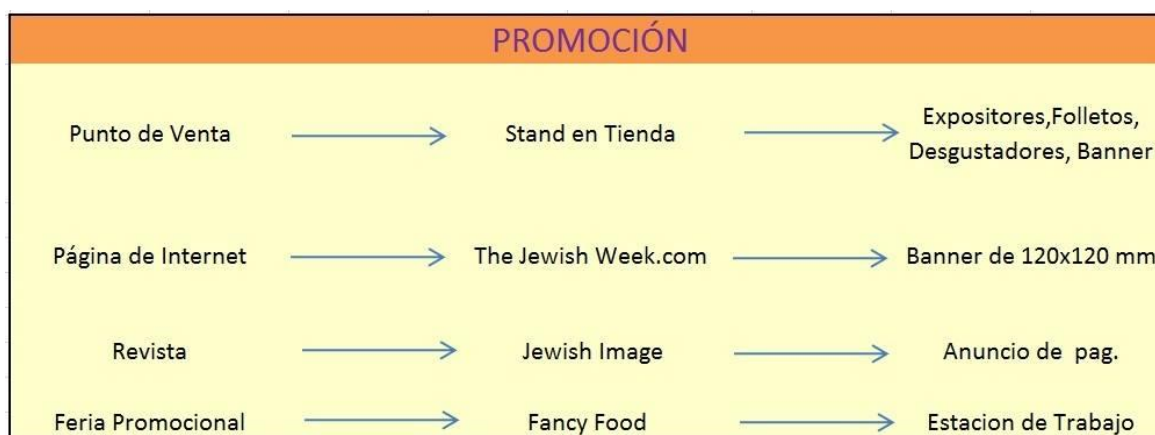 PROMOCIÓN
Punto de Venta Stand en Tienda Expositores,Folletos,
Desgustadores, Banner
Página de Internet The Jewish Week.com Banner de 120x120 mm
Revista Jewish Image Anuncio de pag.
Feria Promocional Fancy Food Estacion de Trabajo